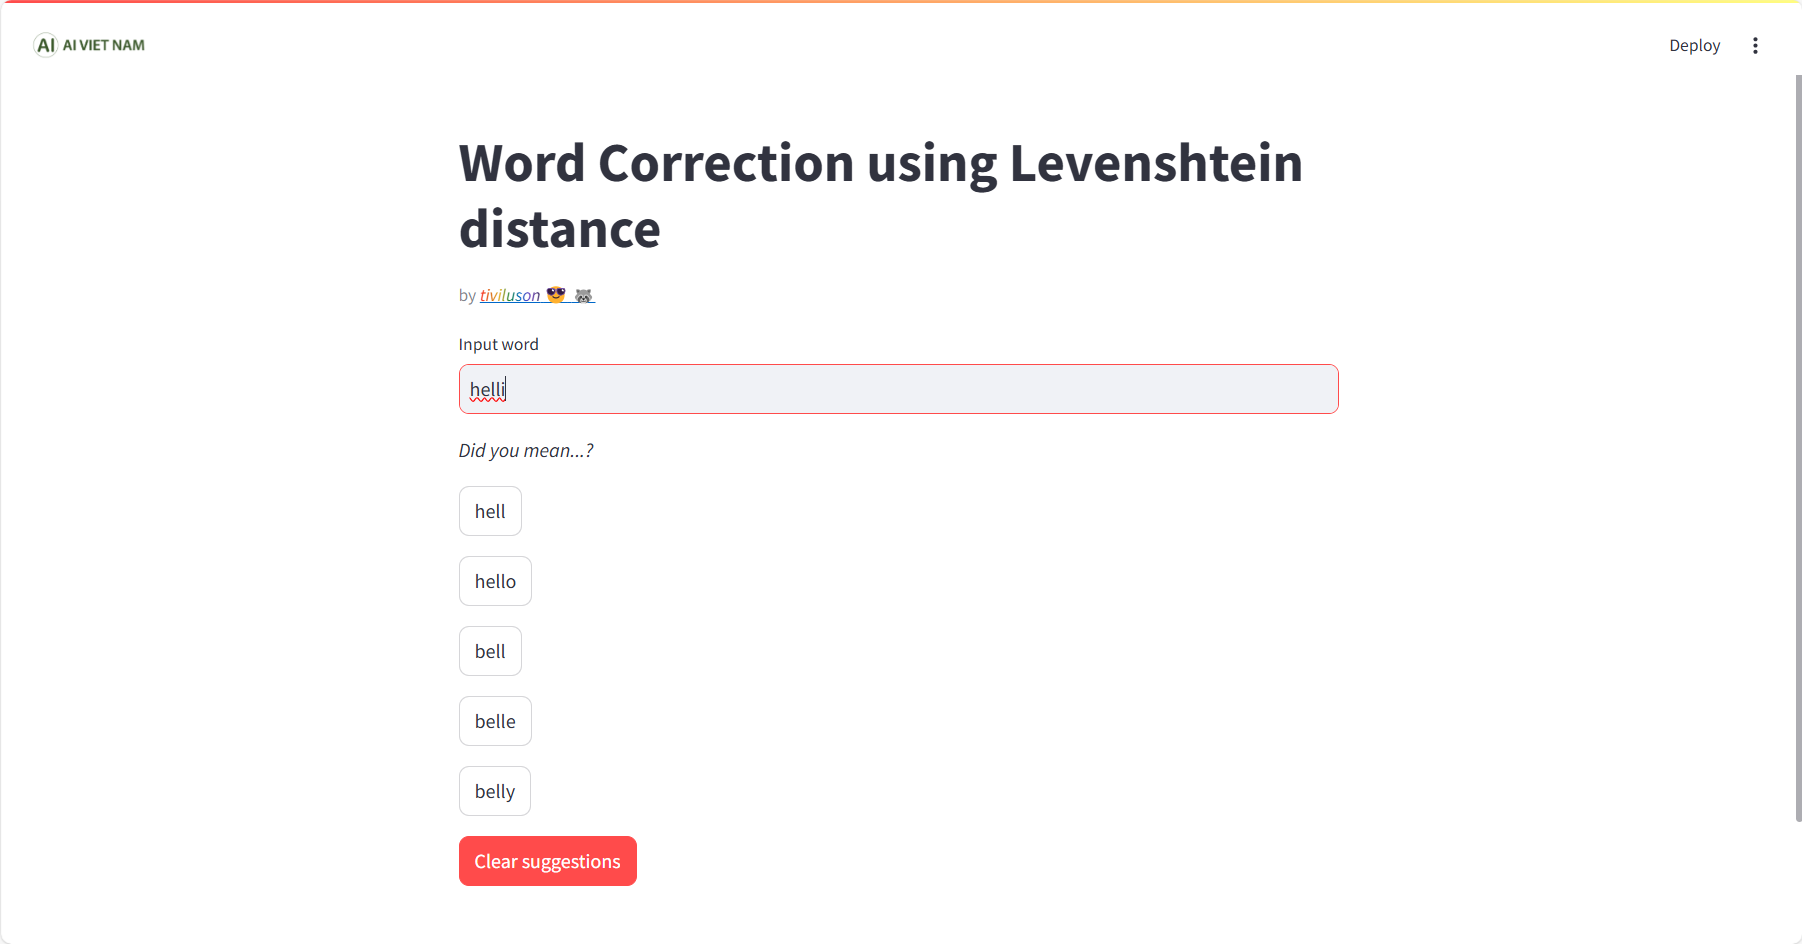 AI AI VIET NAM
Deploy
Word Correction using Levenshtein
distance
by tiviluson 😎 🦝
Input word
helli
Did you mean...?
hell
hello
bell
belle
belly
Clear suggestions